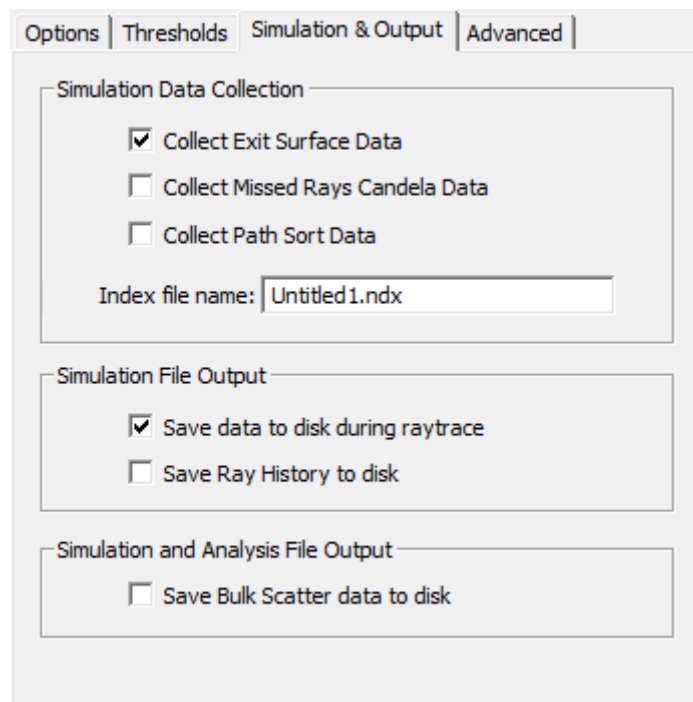 Options Thresholds Simulation & Output Advanced
Simulation Data Collection
Collect Exit Surface Data
Collect Missed Rays Candela Data
Collect Path Sort Data
Index file name: Untitled1.ndx
Simulation File Output
Save data to disk during raytrace
Save Ray History to disk
Simulation and Analysis File Output
Save Bulk Scatter data to disk